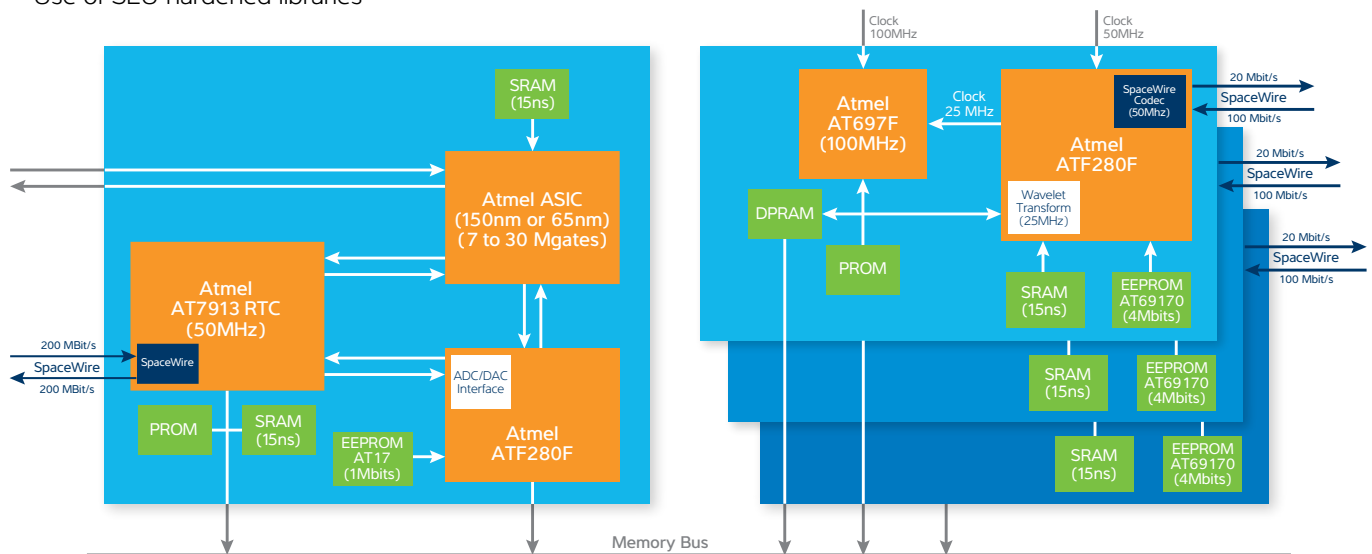 Clock
100MHz
Clock
50MHz
SRAM
(15ns)
Atmel ASIC
(150nm or 65nm)
(7 to 30 Mgates)
Atmel
AT7913 RTC
(50MHz)
SpaceWire
200 MBit/s
SpaceWire
200 MBit/s
ADC/DAC
Interface
Atmel
ATF280F
PROM
SRAM
(15ns)
EEPROM
AT17
(1Mbits)
Atmel
AT697F
(100MHz)
Clock
25 MHz
SpaceWire
Codec
(50Mhz)
Atmel
ATF280F
Wavelet
Transform
(25MHz)
DPRAM
PROM
SRAM
(15ns)
EEPROM
AT69170
(4Mbits)
20 Mbit/s
SpaceWire
100 Mbit/s
20 Mbit/s
SpaceWire
100 Mbit/s
20 Mbit/s
SpaceWire
100 Mbit/s
SRAM
(15ns)
EEPROM
AT69170
(4Mbits)
SRAM
(15ns)
EEPROM
AT69170
(4Mbits)
Memory Bus